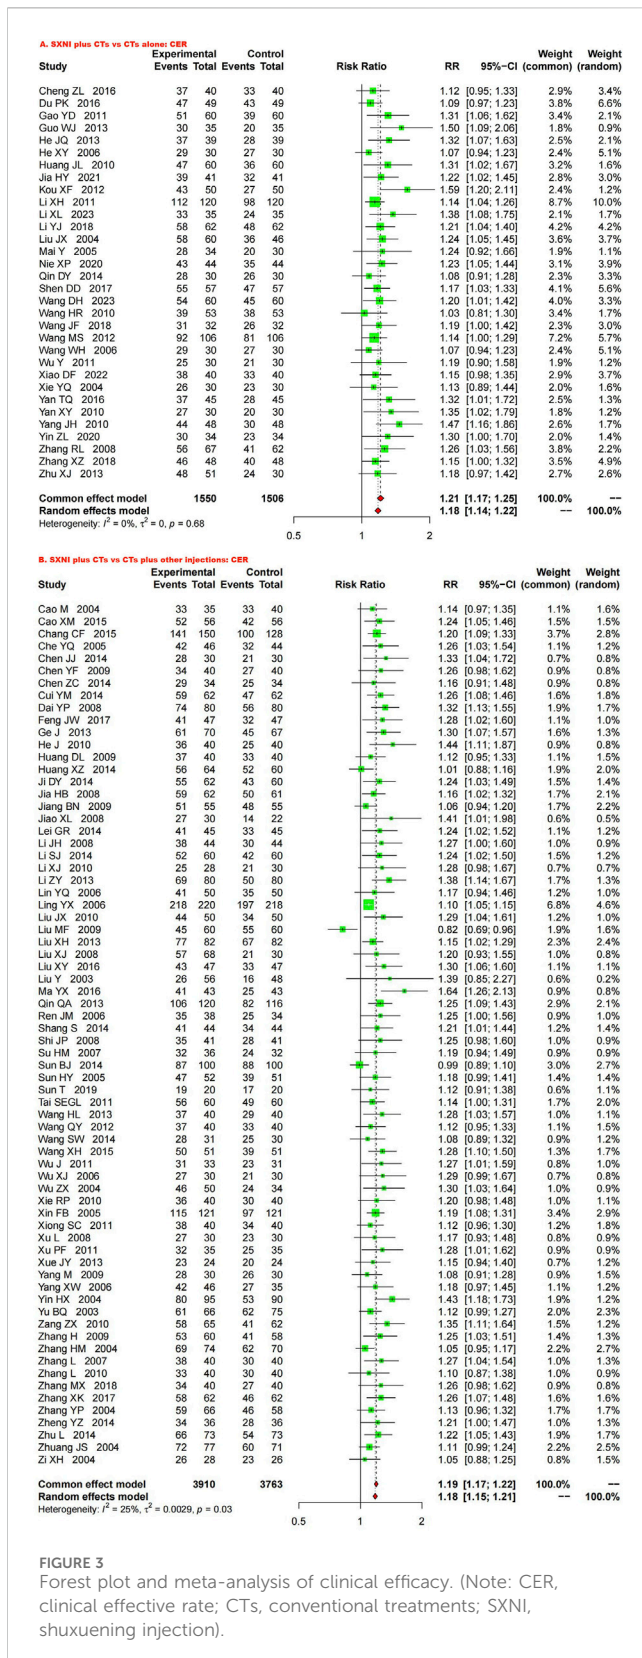 A. SXNI plus CTs vs CTs alone: CER
Experimental Control Weight Weight
Study Events Total Events Total Risk Ratio RR 95%−CI (common) (random)
Cheng ZL 2016 37 40 33 40 1.12 [0.95; 1.33] 2.9% 3.4%
Du PK 2016 47 49 43 49 1.09 [0.97; 1.23] 3.8% 6.6%
Gao YD 2011 51 60 39 60 1.31 [1.06; 1.62] 3.4% 2.1%
Guo WJ 2013 30 35 20 35 1.50 [1.09; 2.06] 1.8% 0.9%
He JQ 2013 37 39 28 39 1.32 [1.07; 1.63] 2.5% 2.1%
He XY 2006 29 30 27 30 1.07 [0.94; 1.23] 2.4% 5.1%
Huang JL 2010 47 60 36 60 1.31 [1.02; 1.67] 3.2% 1.6%
Jia HY 2021 39 41 32 41 1.22 [1.02; 1.45] 2.8% 3.1%
Kou XF 2012 43 50 27 50 1.59 [1.20; 2.11] 2.4% 1.2%
Li XH 2011 112 120 98 120 1.14 [1.04; 1.26] 8.7% 10.0%
Li XL 2023 33 35 24 35 1.38 [1.08; 1.75] 2.1% 1.7%
Li YJ 2018 58 62 48 62 1.21 [1.04; 1.40] 4.2% 4.2%
Liu JX 2004 58 60 36 46 1.24 [1.05; 1.45] 3.6% 3.7%
Mai Y 2005 28 34 20 30 1.24 [0.92; 1.66] 1.9% 1.1%
Nie XP 2020 43 44 35 44 1.23 [1.05; 1.44] 3.1% 3.9%
Qin DY 2014 28 30 26 30 1.08 [0.91; 1.28] 2.3% 3.3%
Shen DD 2017 55 57 47 57 1.17 [1.03; 1.33] 4.1% 5.6%
Wang DH 2023 54 60 45 60 1.20 [1.01; 1.42] 4.0% 3.3%
Wang HR 2010 39 53 38 53 1.03 [0.81; 1.30] 3.4% 1.7%
Wang JF 2018 31 32 26 32 1.19 [1.00; 1.42] 2.3% 3.0%
Wang MS 2012 92 106 81 106 1.14 [1.00; 1.29] 7.2% 5.7%
Wang WH 2006 29 30 27 30 1.07 [0.94; 1.23] 2.4% 5.1%
Wu Y 2011 25 30 21 30 1.19 [0.90; 1.58] 1.9% 1.2%
Xiao DF 2022 38 40 33 40 1.15 [0.98; 1.35] 2.9% 3.7%
Xie YQ 2004 26 30 23 30 1.13 [0.89; 1.44] 2.0% 1.6%
Yan TQ 2016 37 45 28 45 1.32 [1.01; 1.72] 2.5% 1.3%
Yan XY 2010 27 30 20 30 1.35 [1.02; 1.79] 1.8% 1.2%
Yang JH 2010 44 48 30 48 1.47 [1.16; 1.86] 2.6% 1.7%
Yin ZL 2020 30 34 23 34 1.30 [1.00; 1.70] 2.0% 1.4%
Zhang RL 2008 56 67 41 62 1.26 [1.03; 1.56] 3.8% 2.2%
Zhang XZ 2018 46 48 40 48 1.15 [1.00; 1.32] 3.5% 4.9%
Zhu XJ 2013 48 51 24 30 1.18 [0.97; 1.42] 2.7% 2.6%
Common effect model 1550 1506 1.21 [1.17; 1.25] 100.0% −−
Random effects model 1.18 [1.14; 1.22] −− 100.0%
Heterogeneity: I² = 0%, τ² = 0, p = 0.68
0.5 1 2
B. SXNI plus CTs vs CTs plus other injections: CER
Experimental Control Weight Weight
Study Events Total Events Total Risk Ratio RR 95%−CI (common) (random)
Cao M 2004 33 35 33 40 1.14 [0.97; 1.35] 1.1% 1.6%
Cao XM 2015 52 56 42 56 1.24 [1.05; 1.46] 1.5% 1.5%
Chang CF 2015 141 150 100 128 1.20 [1.09; 1.33] 3.7% 2.8%
Che YQ 2005 42 46 32 44 1.26 [1.03; 1.54] 1.2% 1.2%
Chen JJ 2014 28 30 21 30 1.33 [1.04; 1.72] 0.7% 0.8%
Chen YF 2009 34 40 27 40 1.26 [0.98; 1.62] 0.9% 0.9%
Chen ZC 2014 29 34 25 34 1.16 [0.91; 1.48] 0.9% 0.9%
Cui YM 2014 59 62 47 62 1.26 [1.08; 1.46] 1.6% 1.8%
Dai YP 2008 74 80 56 80 1.32 [1.13; 1.55] 1.9% 1.7%
Feng JW 2017 41 47 32 47 1.28 [1.02; 1.60] 1.1% 1.0%
Ge J 2013 61 70 45 67 1.30 [1.07; 1.57] 1.6% 1.3%
He J 2010 36 40 25 40 1.44 [1.11; 1.87] 0.9% 0.8%
Huang DL 2009 37 40 33 40 1.12 [0.95; 1.33] 1.1% 1.5%
Huang XZ 2014 56 64 52 60 1.01 [0.88; 1.16] 1.9% 2.0%
Ji DY 2014 55 62 43 60 1.24 [1.03; 1.49] 1.5% 1.4%
Jia HB 2008 59 62 50 61 1.16 [1.02; 1.32] 1.7% 2.1%
Jiang BN 2009 51 55 48 55 1.06 [0.94; 1.20] 1.7% 2.2%
Jiao XL 2008 27 30 14 22 1.41 [1.01; 1.98] 0.6% 0.5%
Lei GR 2014 41 45 33 45 1.24 [1.02; 1.52] 1.1% 1.2%
Li JH 2008 38 44 30 44 1.27 [1.00; 1.60] 1.0% 0.9%
Li SJ 2014 52 60 42 60 1.24 [1.02; 1.50] 1.5% 1.2%
Li XJ 2010 25 28 21 30 1.28 [0.98; 1.67] 0.7% 0.7%
Li ZY 2013 69 80 50 80 1.38 [1.14; 1.67] 1.7% 1.3%
Lin YQ 2006 41 50 35 50 1.17 [0.94; 1.46] 1.2% 1.0%
Ling YX 2006 218 220 197 218 1.10 [1.05; 1.15] 6.8% 4.6%
Liu JX 2010 44 50 34 50 1.29 [1.04; 1.61] 1.2% 1.0%
Liu MF 2009 45 60 55 60 0.82 [0.69; 0.96] 1.9% 1.6%
Liu XH 2013 77 82 67 82 1.15 [1.02; 1.29] 2.3% 2.4%
Liu XJ 2008 57 68 21 30 1.20 [0.93; 1.55] 1.0% 0.8%
Liu XY 2016 43 47 33 47 1.30 [1.06; 1.60] 1.1% 1.1%
Liu Y 2003 26 56 16 48 1.39 [0.85; 2.27] 0.6% 0.2%
Ma YX 2016 41 43 25 43 1.64 [1.26; 2.13] 0.9% 0.8%
Qin QA 2013 106 120 82 116 1.25 [1.09; 1.43] 2.9% 2.1%
Ren JM 2006 35 38 25 34 1.25 [1.00; 1.56] 0.9% 1.0%
Shang S 2014 41 44 34 44 1.21 [1.01; 1.44] 1.2% 1.4%
Shi JP 2008 35 41 28 41 1.25 [0.98; 1.60] 1.0% 0.9%
Su HM 2007 32 36 24 32 1.19 [0.94; 1.49] 0.9% 0.9%
Sun BJ 2014 87 100 88 100 0.99 [0.89; 1.10] 3.0% 2.7%
Sun HY 2005 47 52 39 51 1.18 [0.99; 1.41] 1.4% 1.4%
Sun T 2019 19 20 17 20 1.12 [0.91; 1.38] 0.6% 1.1%
Tai SEGL 2011 56 60 49 60 1.14 [1.00; 1.31] 1.7% 2.0%
Wang HL 2013 37 40 29 40 1.28 [1.03; 1.57] 1.0% 1.1%
Wang QY 2012 37 40 33 40 1.12 [0.95; 1.33] 1.1% 1.5%
Wang SW 2014 28 31 25 30 1.08 [0.89; 1.32] 0.9% 1.2%
Wang XH 2015 50 51 39 51 1.28 [1.10; 1.50] 1.3% 1.7%
Wu J 2011 31 33 23 31 1.27 [1.01; 1.59] 0.8% 1.0%
Wu XJ 2006 27 30 21 30 1.29 [0.99; 1.67] 0.7% 0.8%
Wu ZX 2004 46 50 24 34 1.30 [1.03; 1.64] 1.0% 0.9%
Xie RP 2010 36 40 30 40 1.20 [0.98; 1.48] 1.0% 1.1%
Xin FB 2005 115 121 97 121 1.19 [1.08; 1.31] 3.4% 2.9%
Xiong SC 2011 38 40 34 40 1.12 [0.96; 1.30] 1.2% 1.8%
Xu L 2008 27 30 23 30 1.17 [0.93; 1.48] 0.8% 0.9%
Xu PF 2011 32 35 25 35 1.28 [1.01; 1.62] 0.9% 0.9%
Xue JY 2013 23 24 20 24 1.15 [0.94; 1.40] 0.7% 1.2%
Yang M 2009 28 30 26 30 1.08 [0.91; 1.28] 0.9% 1.5%
Yang XW 2006 42 46 27 35 1.18 [0.97; 1.45] 1.1% 1.2%
Yin HX 2004 80 95 53 90 1.43 [1.18; 1.73] 1.9% 1.3%
Yu BQ 2003 61 66 62 75 1.12 [0.99; 1.27] 2.0% 2.2%
Zang ZX 2010 58 65 41 62 1.35 [1.11; 1.64] 1.5% 1.2%
Zhang H 2009 53 60 41 58 1.25 [1.03; 1.51] 1.4% 1.3%
Zhang HM 2004 69 74 62 70 1.05 [0.95; 1.17] 2.2% 2.7%
Zhang L 2007 38 40 30 40 1.27 [1.04; 1.54] 1.0% 1.2%
Zhang L 2010 33 40 30 40 1.10 [0.87; 1.38] 1.0% 0.9%
Zhang MX 2018 34 40 27 40 1.26 [0.98; 1.62] 0.9% 0.9%
Zhang XK 2017 58 62 46 62 1.26 [1.07; 1.48] 1.6% 1.6%
Zhang YP 2004 59 66 46 58 1.13 [0.96; 1.32] 1.7% 1.7%
Zheng YZ 2014 34 36 28 36 1.21 [1.00; 1.47] 1.0% 1.3%
Zhu L 2014 66 73 54 73 1.22 [1.05; 1.43] 1.9% 1.7%
Zhuang JS 2004 72 77 60 71 1.11 [0.99; 1.24] 2.2% 2.5%
Zi XH 2004 26 28 23 26 1.05 [0.88; 1.25] 0.8% 1.5%
Common effect model 3910 3763 1.19 [1.17; 1.22] 100.0% −−
Random effects model 1.18 [1.15; 1.21] −− 100.0%
Heterogeneity: I² = 25%, τ² = 0.0029, p = 0.03
0.5 1 2
FIGURE 3
Forest plot and meta-analysis of clinical efficacy. (Note: CER,
clinical effective rate; CTs, conventional treatments; SXNI,
shuxuening injection).